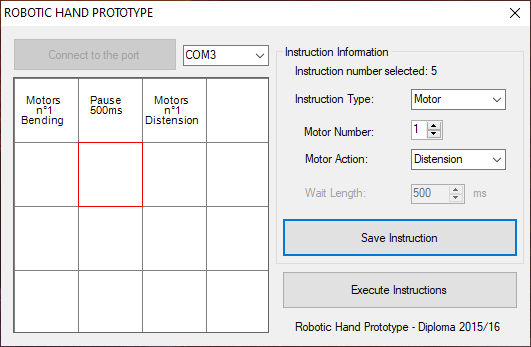 ROBOTIC HAND PROTOTYPE
Connect to the port
COM3
Motors
n°1
Bending
Pause
500ms
Motors
n°1
Distension
Instruction Information
Instruction number selected: 5
Instruction Type:
Motor
Motor Number:
1
Motor Action:
Distension
Wait Length:
500
ms
Save Instruction
Execute Instructions
Robotic Hand Prototype - Diploma 2015/16